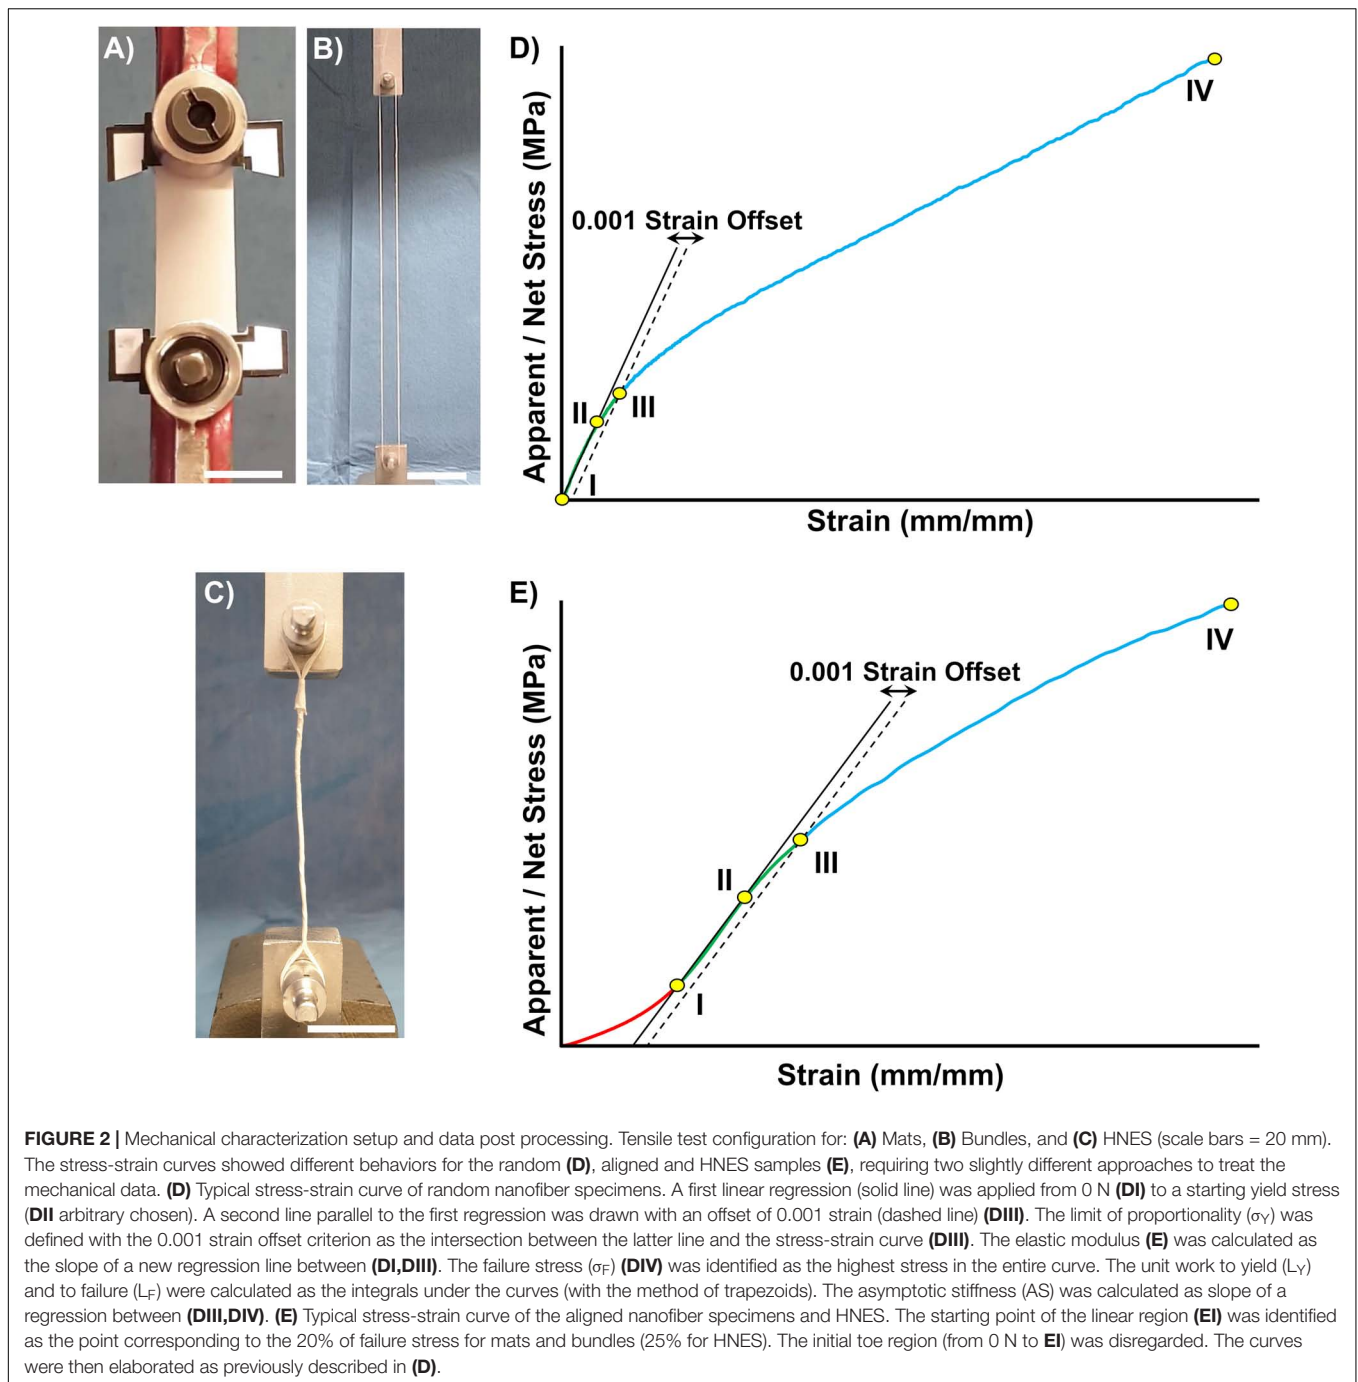 A)
B)
D)
Apparent / Net Stress (MPa)
0.001 Strain Offset
IV
II
III
I
Strain (mm/mm)
C)
E)
Apparent / Net Stress (MPa)
0.001 Strain Offset
IV
II
III
I
Strain (mm/mm)
FIGURE 2 | Mechanical characterization setup and data post processing. Tensile test configuration for: (A) Mats, (B) Bundles, and (C) HNES (scale bars = 20 mm).
The stress-strain curves showed different behaviors for the random (D), aligned and HNES samples (E), requiring two slightly different approaches to treat the
mechanical data. (D) Typical stress-strain curve of random nanofiber specimens. A first linear regression (solid line) was applied from 0 N (DI) to a starting yield stress
(DII arbitrary chosen). A second line parallel to the first regression was drawn with an offset of 0.001 strain (dashed line) (DIII). The limit of proportionality (σY) was
defined with the 0.001 strain offset criterion as the intersection between the latter line and the stress-strain curve (DIII). The elastic modulus (E) was calculated as
the slope of a new regression line between (DI,DIII). The failure stress (σF) (DIV) was identified as the highest stress in the entire curve. The unit work to yield (LY)
and to failure (LF) were calculated as the integrals under the curves (with the method of trapezoids). The asymptotic stiffness (AS) was calculated as slope of a
regression between (DIII,DIV). (E) Typical stress-strain curve of the aligned nanofiber specimens and HNES. The starting point of the linear region (EI) was identified
as the point corresponding to the 20% of failure stress for mats and bundles (25% for HNES). The initial toe region (from 0 N to EI) was disregarded. The curves
were then elaborated as previously described in (D).